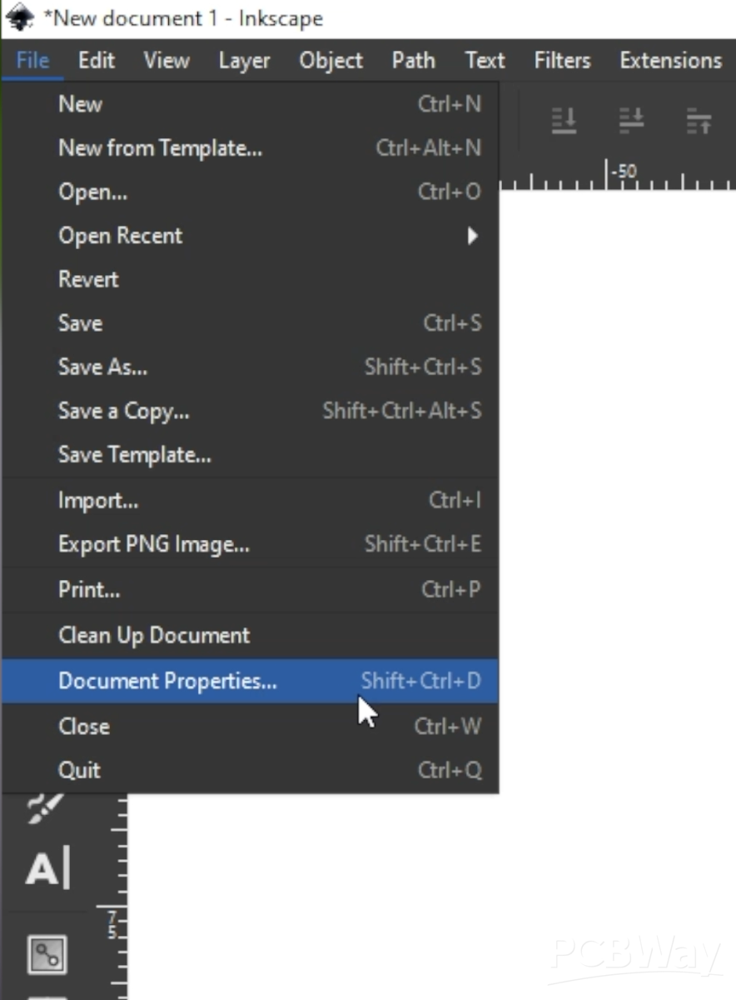 *New document 1 - Inkscape
File Edit View Layer Object Path Text Filters Extensions
New Ctrl+N
New from Template... Ctrl+Alt+N
-50
Open... Ctrl+O
Open Recent
Revert
Save Ctrl+S
Save As... Shift+Ctrl+S
Save a Copy... Shift+Ctrl+Alt+S
Save Template...
Import... Ctrl+I
Export PNG Image... Shift+Ctrl+E
Print... Ctrl+P
Clean Up Document
Document Properties... Shift+Ctrl+D
Close Ctrl+W
Quit Ctrl+Q
A
75
PCBWay